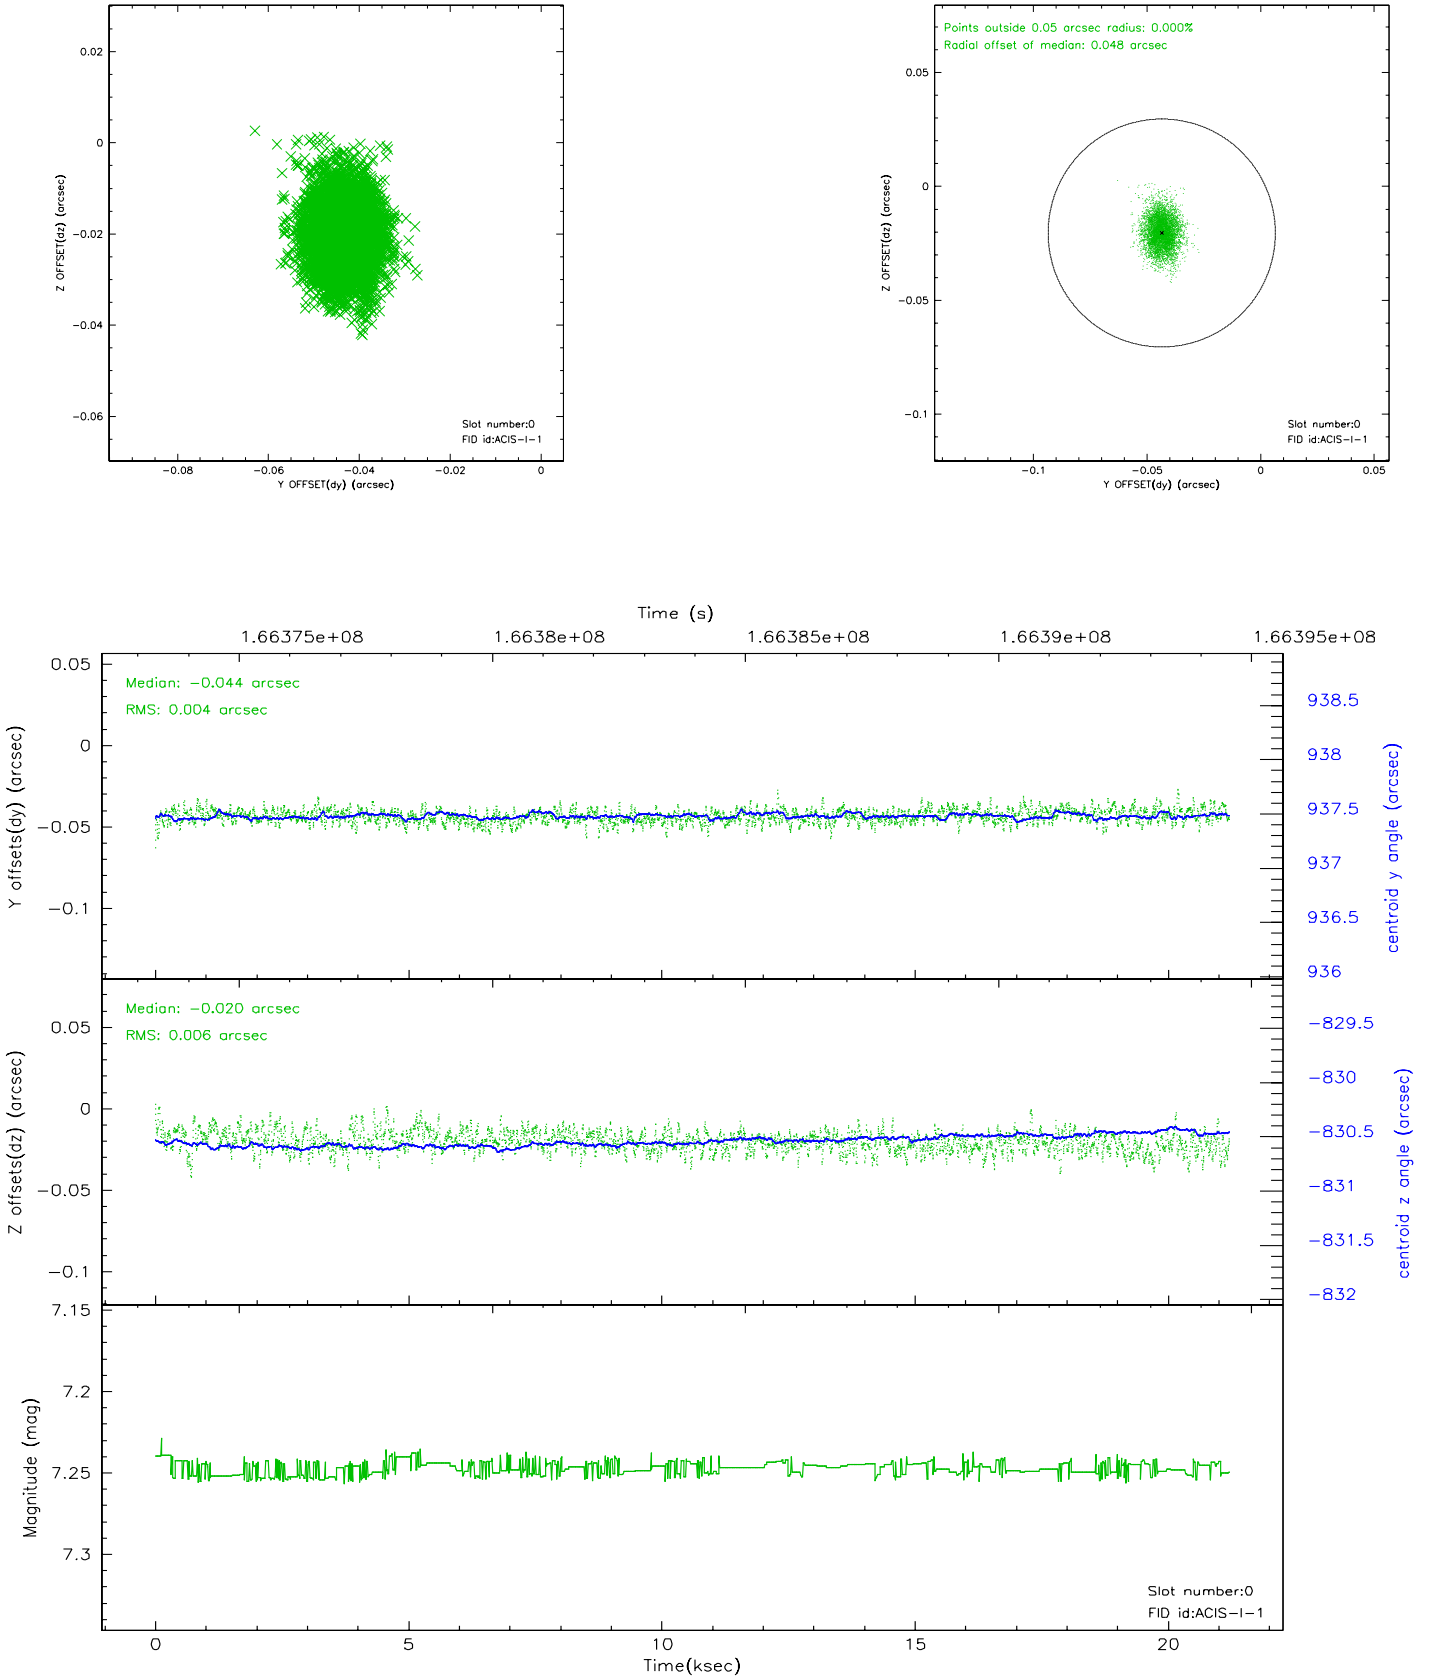 0.02
0
−0.02
−0.04
−0.06
Z OFFSET(dz) (arcsec)
Slot number:0
FID id:ACIS−I−1
−0.08
−0.06
−0.04
−0.02
0
Y OFFSET(dy) (arcsec)
Points outside 0.05 arcsec radius: 0.000%
Radial offset of median: 0.048 arcsec
0.05
0
−0.05
−0.1
Z OFFSET(dz) (arcsec)
Slot number:0
FID id:ACIS−I−1
−0.1
−0.05
0
0.05
Y OFFSET(dy) (arcsec)
Time (s)
1.66375e+08
1.6638e+08
1.66385e+08
1.6639e+08
1.66395e+08
0.05
0
−0.05
−0.1
Y offsets(dy) (arcsec)
Median: −0.044 arcsec
RMS: 0.004 arcsec
938.5
938
937.5
937
936.5
936
centroid y angle (arcsec)
0.05
0
−0.05
−0.1
Z offsets(dz) (arcsec)
Median: −0.020 arcsec
RMS: 0.006 arcsec
−829.5
−830
−830.5
−831
−831.5
−832
centroid z angle (arcsec)
7.15
7.2
7.25
7.3
Magnitude (mag)
Slot number:0
FID id:ACIS−I−1
0
5
10
15
20
Time(ksec)